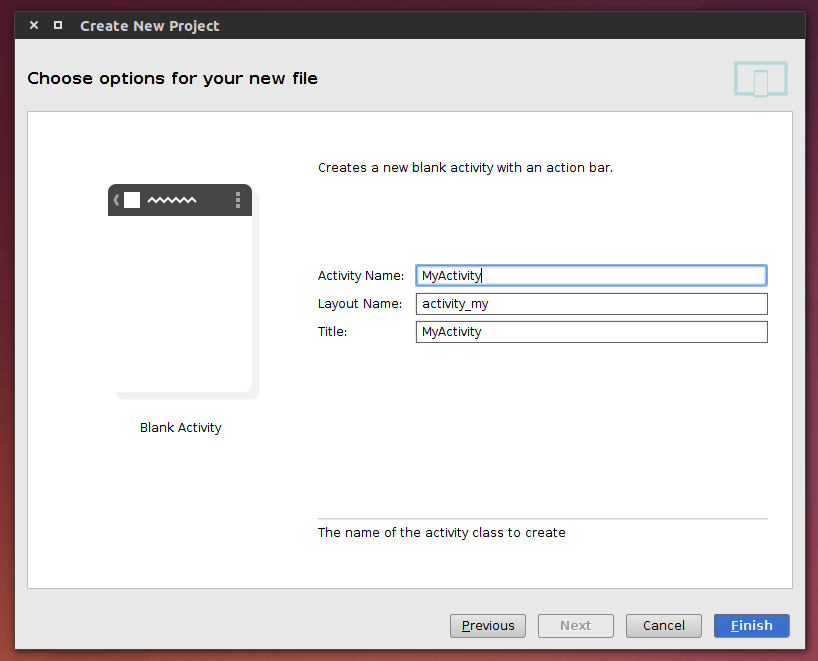 Create New Project
Choose options for your new file
Creates a new blank activity with an action bar.
Activity Name: MyActivity
Layout Name: activity_my
Title: MyActivity
Blank Activity
The name of the activity class to create
Previous Next Cancel Finish